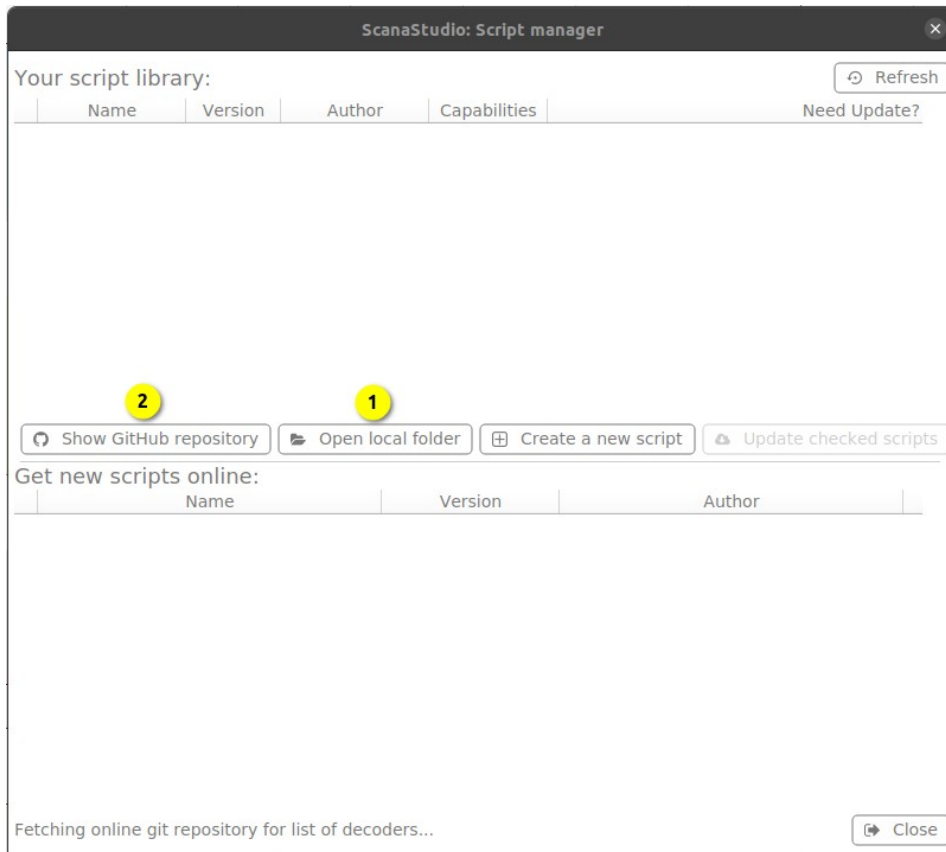 ScanaStudio: Script manager
Your script library:
Refresh
Name Version Author Capabilities Need Update?
2 1
Show GitHub repository Open local folder Create a new script Update checked scripts
Get new scripts online:
Name Version Author
Fetching online git repository for list of decoders...
Close